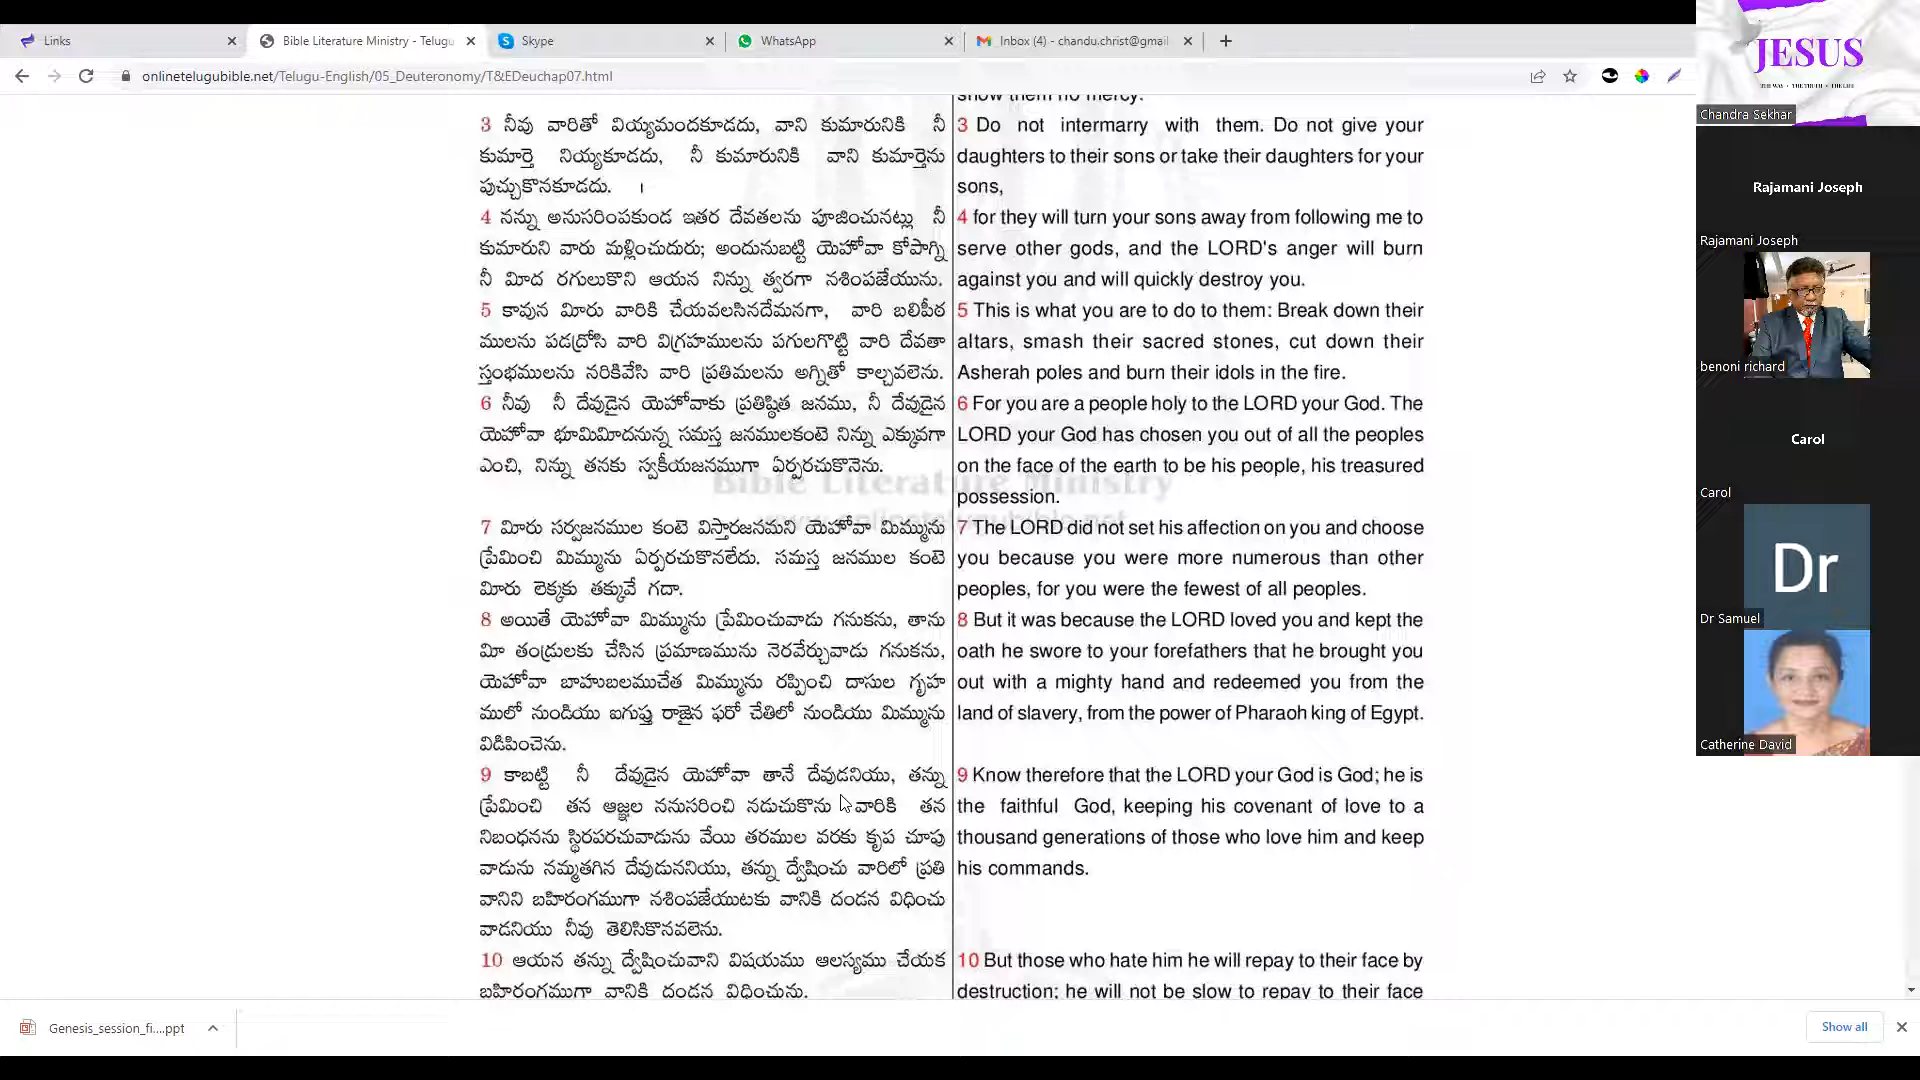 Links
Bible Literature Ministry - Telugu
Skype
WhatsApp
Inbox (4) - chandu.christ@gmail
onlinetelugubible.net/Telugu-English/05_Deuteronomy/T&EDeuchap07.html
show them no mercy.
3 నీవు వారితో వియ్యమందకూడదు, వాని కుమారునికి నీ
కుమార్తె నియ్యకూడదు, నీ కుమారునికి వాని కుమార్తెను
పుచ్చుకొనకూడదు.
4 నన్ను అనుసరింపకుండ ఇతర దేవతలను పూజించునట్లు నీ
కుమారుని వారు మళ్లించుదురు; అందునుబట్టి యెహోవా కోపాగ్ని
నీ మీద రగులుకొని ఆయన నిన్ను త్వరగా నశింపజేయును.
5 కావున మీరు వారికి చేయవలసినదేమనగా, వారి బలిపీఠ
ములను పడద్రోసి వారి విగ్రహములను పగులగొట్టి వారి దేవతా
స్తంభములను నరికివేసి వారి ప్రతిమలను అగ్నితో కాల్చవలెను.
6 నీవు నీ దేవుడైన యెహోవాకు ప్రతిష్ఠిత జనము, నీ దేవుడైన
యెహోవా భూమిమీదనున్న సమస్త జనములకంటె నిన్ను ఎక్కువగా
ఎంచి, నిన్ను తనకు స్వకీయజనముగా ఏర్పరచుకొనెను.
7 మీరు సర్వజనముల కంటె విస్తారజనమని యెహోవా మిమ్మును
ప్రేమించి మిమ్మును ఏర్పరచుకొనలేదు. సమస్త జనముల కంటె
మీరు లెక్కకు తక్కువే గదా.
8 అయితే యెహోవా మిమ్మును ప్రేమించువాడు గనుకను, తాను
మీ తండ్రులకు చేసిన ప్రమాణమును నెరవేర్చువాడు గనుకను,
యెహోవా బాహుబలముచేత మిమ్మును రప్పించి దాసుల గృహ
ములో నుండియు ఐగుప్తు రాజైన ఫరో చేతిలో నుండియు మిమ్మును
విడిపించెను.
9 కాబట్టి నీ దేవుడైన యెహోవా తానే దేవుడనియు, తన్ను
ప్రేమించి తన ఆజ్ఞల ననుసరించి నడుచుకొను వారికి తన
నిబంధనను స్థిరపరచువాడును వేయి తరముల వరకు కృప చూపు
వాడును నమ్మతగిన దేవుడుననియు, తన్ను ద్వేషించు వారిలో ప్రతి
వానిని బహిరంగముగా నశింపజేయుటకు వానికి దండన విధించు
వాడనియు నీవు తెలిసికొనవలెను.
10 ఆయన తన్ను ద్వేషించువాని విషయము ఆలస్యము చేయక
బహిరంగముగా వానికి దండన విధించును.
3 Do not intermarry with them. Do not give your
daughters to their sons or take their daughters for your
sons,
4 for they will turn your sons away from following me to
serve other gods, and the LORD's anger will burn
against you and will quickly destroy you.
5 This is what you are to do to them: Break down their
altars, smash their sacred stones, cut down their
Asherah poles and burn their idols in the fire.
6 For you are a people holy to the LORD your God. The
LORD your God has chosen you out of all the peoples
on the face of the earth to be his people, his treasured
possession.
7 The LORD did not set his affection on you and choose
you because you were more numerous than other
peoples, for you were the fewest of all peoples.
8 But it was because the LORD loved you and kept the
oath he swore to your forefathers that he brought you
out with a mighty hand and redeemed you from the
land of slavery, from the power of Pharaoh king of Egypt.
9 Know therefore that the LORD your God is God; he is
the faithful God, keeping his covenant of love to a
thousand generations of those who love him and keep
his commands.
10 But those who hate him he will repay to their face by
destruction; he will not be slow to repay to their face
Bible Literature Ministry
www.onlinetelugubible.net
Genesis_session_fi....ppt
Show all
JESUS
THE WAY • THE TRUTH • THE LIFE
Chandra Sekhar
Rajamani Joseph
Rajamani Joseph
benoni richard
Carol
Carol
Dr
Dr Samuel
Catherine David